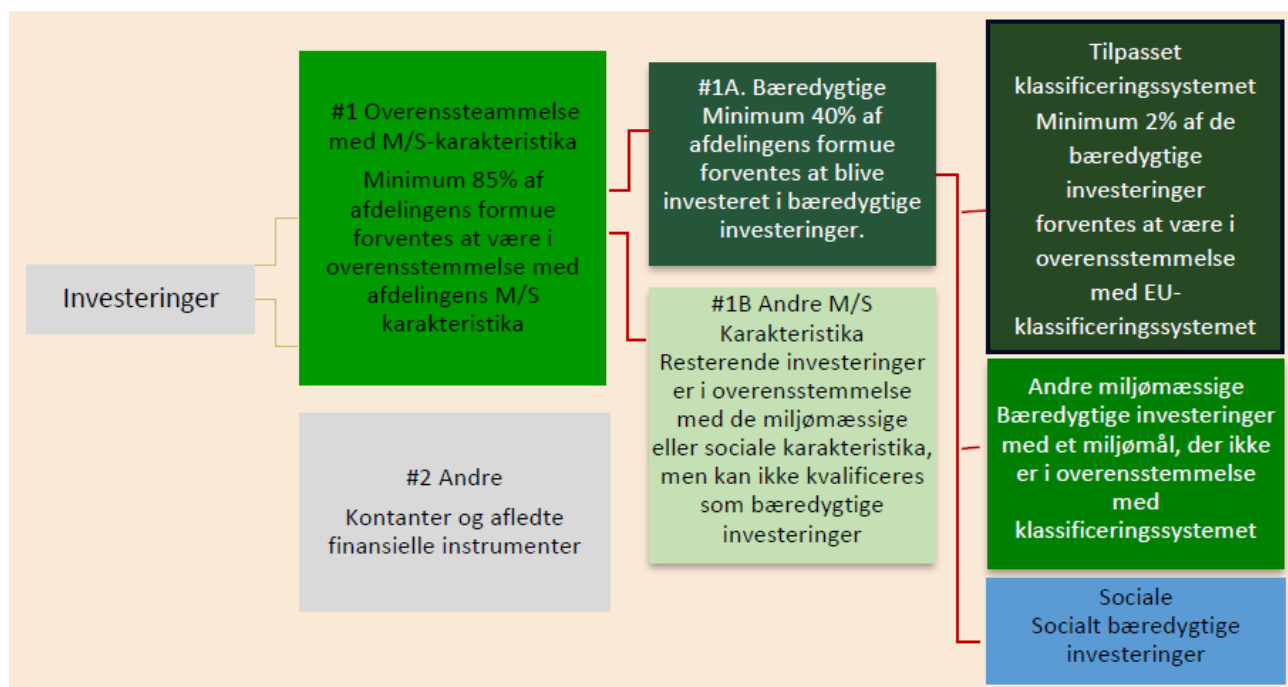 Investeringer
#1 Overenssteammelse
med M/S-karakteristika
Minimum 85% af
afdelingens formue
forventes at være i
overensstemmelse med
afdelingens M/S
karakteristika
#2 Andre
Kontanter og afledte
finansielle instrumenter
#1A. Bæredygtige
Minimum 40% af
afdelingens formue
forventes at blive
investeret i bæredygtige
investeringer.
#1B Andre M/S
Karakteristika
Resterende investeringer
er i overensstemmelse
med de miljømæssige
eller sociale karakteristika,
men kan ikke kvalificeres
som bæredygtige
investeringer
Tilpasset
klassificeringssystemet
Minimum 2% af de
bæredygtige
investeringer
forventes at være i
overensstemmelse
med EU-
klassificeringssystemet
Andre miljømæssige
Bæredygtige investeringer
med et miljømål, der ikke
er i overensstemmelse
med
klassificeringssystemet
Sociale
Socialt bæredygtige
investeringer